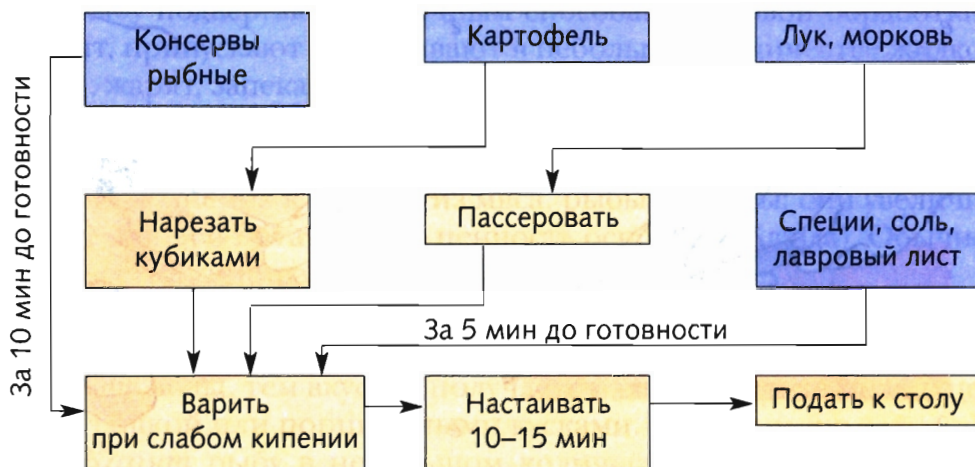 Консервы
рыбные
Картофель
Лук, морковь
За 10 мин до готовности
Нарезать
кубиками
Пассеровать
Специи, соль,
лавровый лист
За 5 мин до готовности
Варить
при слабом кипении
Настаивать
10–15 мин
Подать к столу